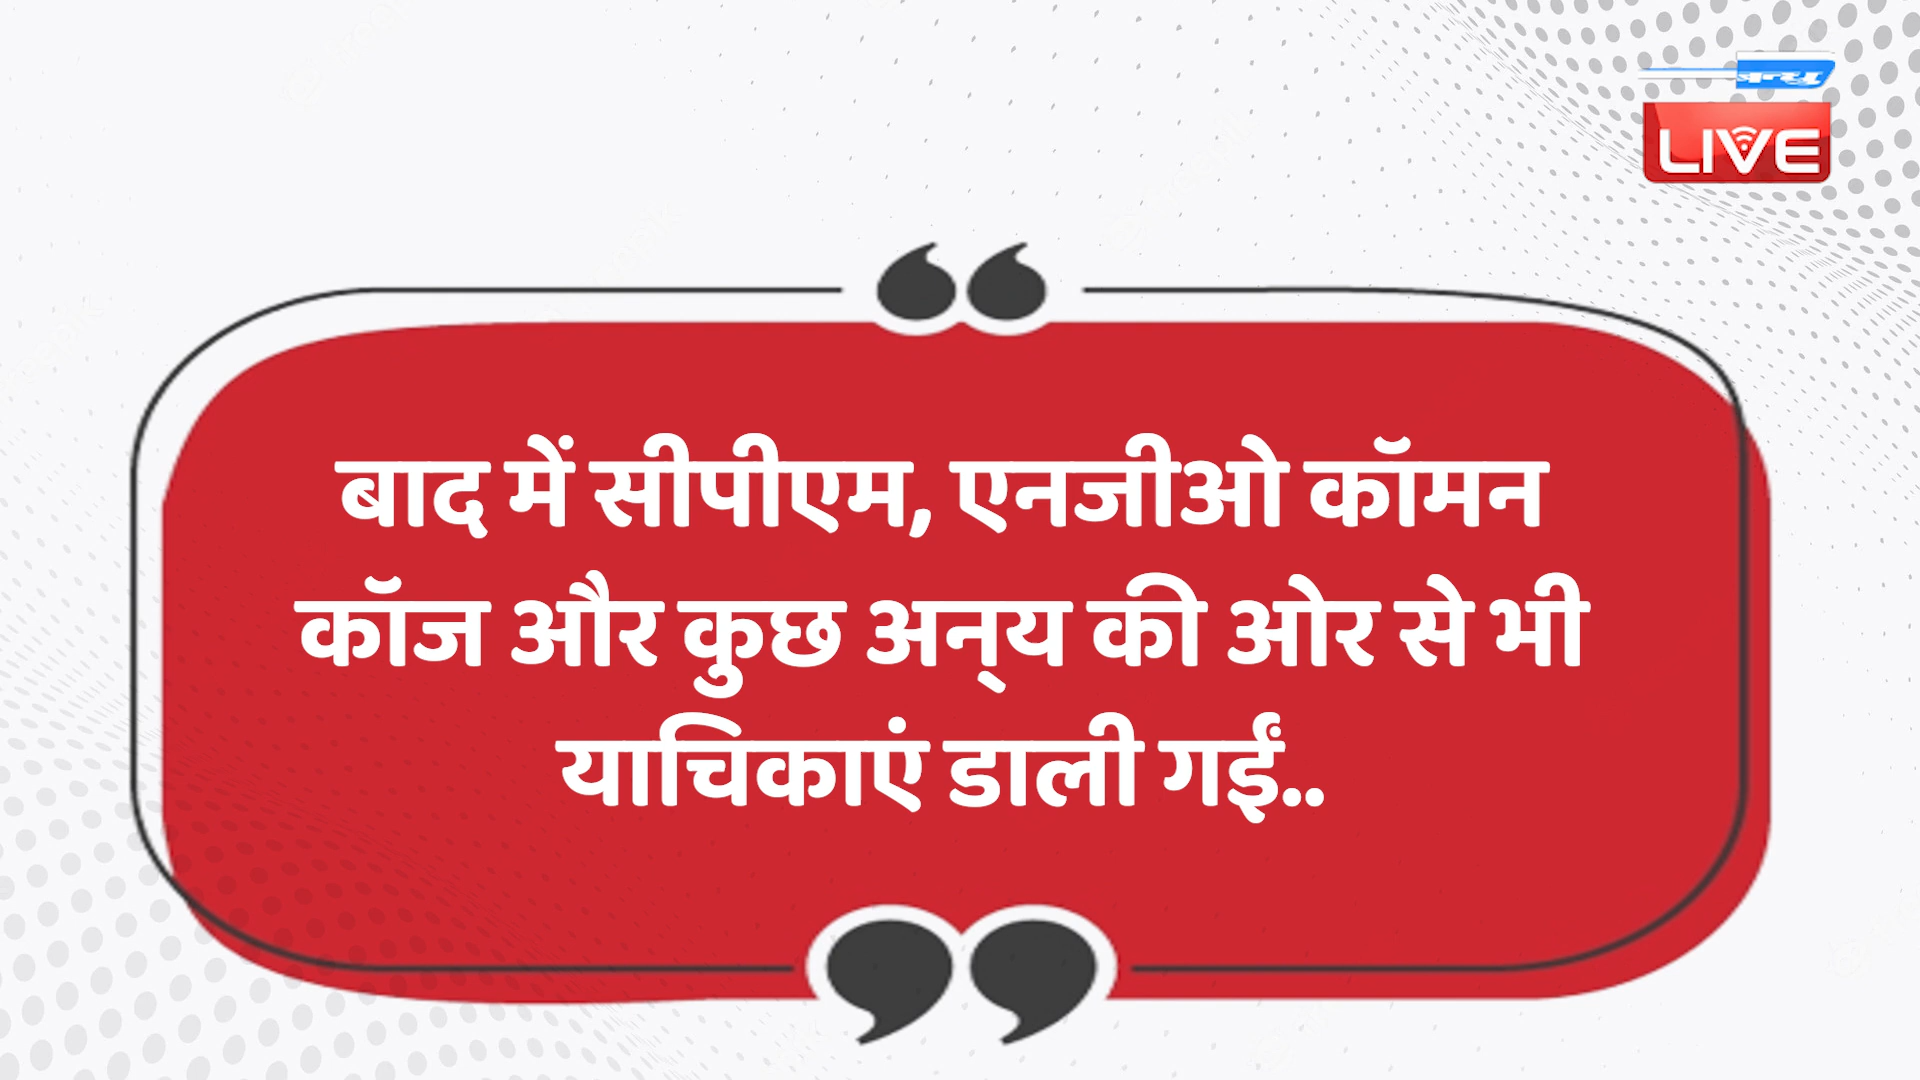 LIVE
बाद में सीपीएम, एनजीओ कॉमन
कॉज और कुछ अन्‌य की ओर से भी
याचिकाएं डाली गईं..